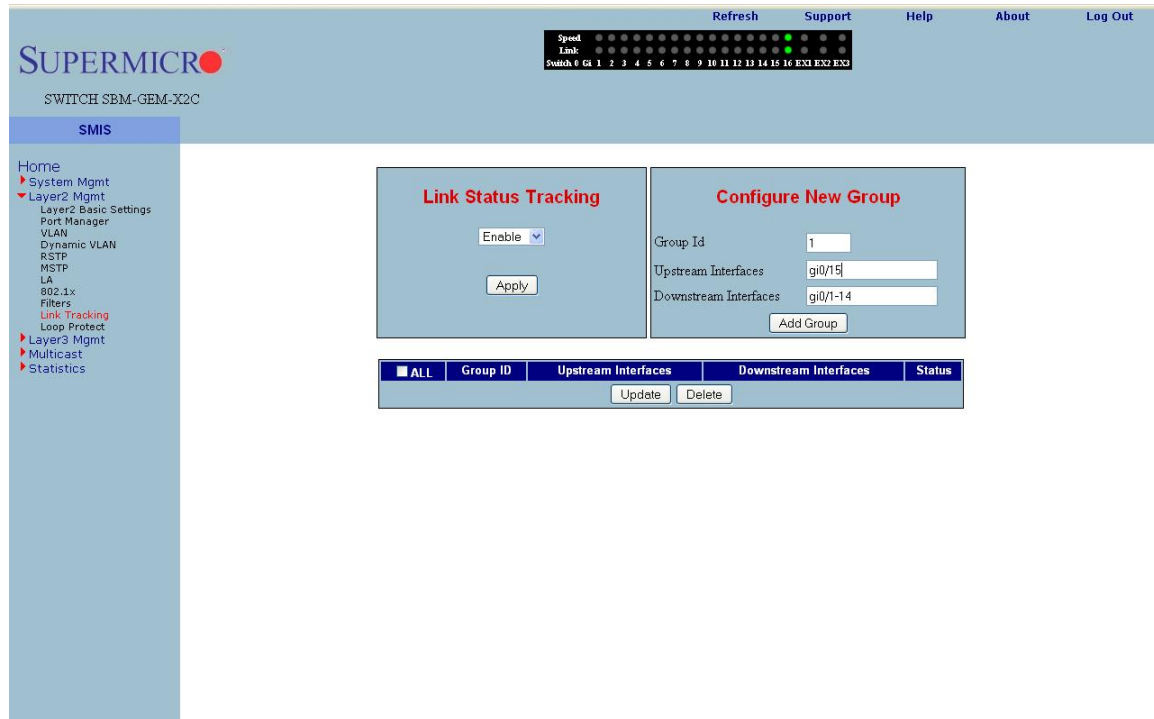 Refresh Support Help About Log Out
SUPERMICRO
Speed
Link
Switch 0 Gi 1 2 3 4 5 6 7 8 9 10 11 12 13 14 15 16 EX1 EX2 EX3
SWITCH SBM-GEM-X2C
SMIS
Home
System Mgmt
Layer2 Mgmt
Layer2 Basic Settings
Port Manager
VLAN
Dynamic VLAN
RSTP
MSTP
LA
802.1x
Filters
Link Tracking
Loop Protect
Layer3 Mgmt
Multicast
Statistics
Link Status Tracking
Enable
Apply
Configure New Group
Group Id 1
Upstream Interfaces gi0/15
Downstream Interfaces gi0/1-14
Add Group
ALL Group ID Upstream Interfaces Downstream Interfaces Status
Update Delete